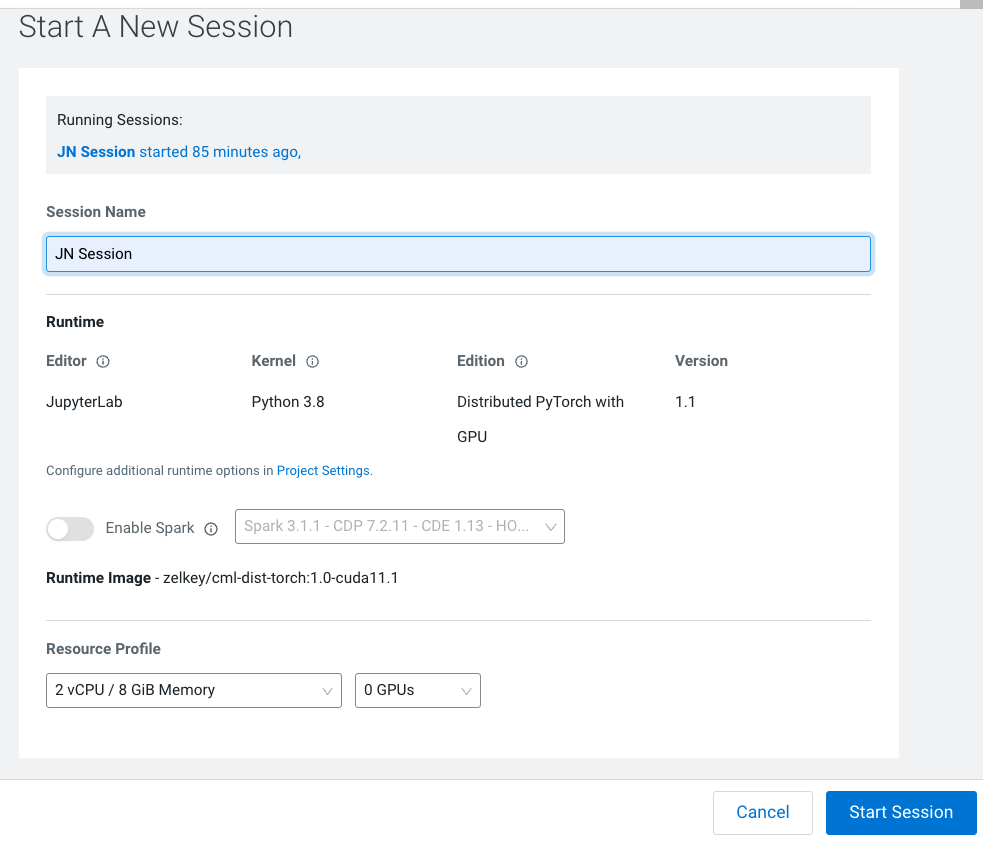 Start A New Session
Running Sessions:
JN Session started 85 minutes ago,
Session Name
JN Session
Runtime
Editor Kernel Edition Version
JupyterLab Python 3.8 Distributed PyTorch with 1.1
GPU
Configure additional runtime options in Project Settings.
Enable Spark Spark 3.1.1 - CDP 7.2.11 - CDE 1.13 - HO...
Runtime Image - zelkey/cml-dist-torch:1.0-cuda11.1
Resource Profile
2 vCPU / 8 GiB Memory 0 GPUs
Cancel Start Session